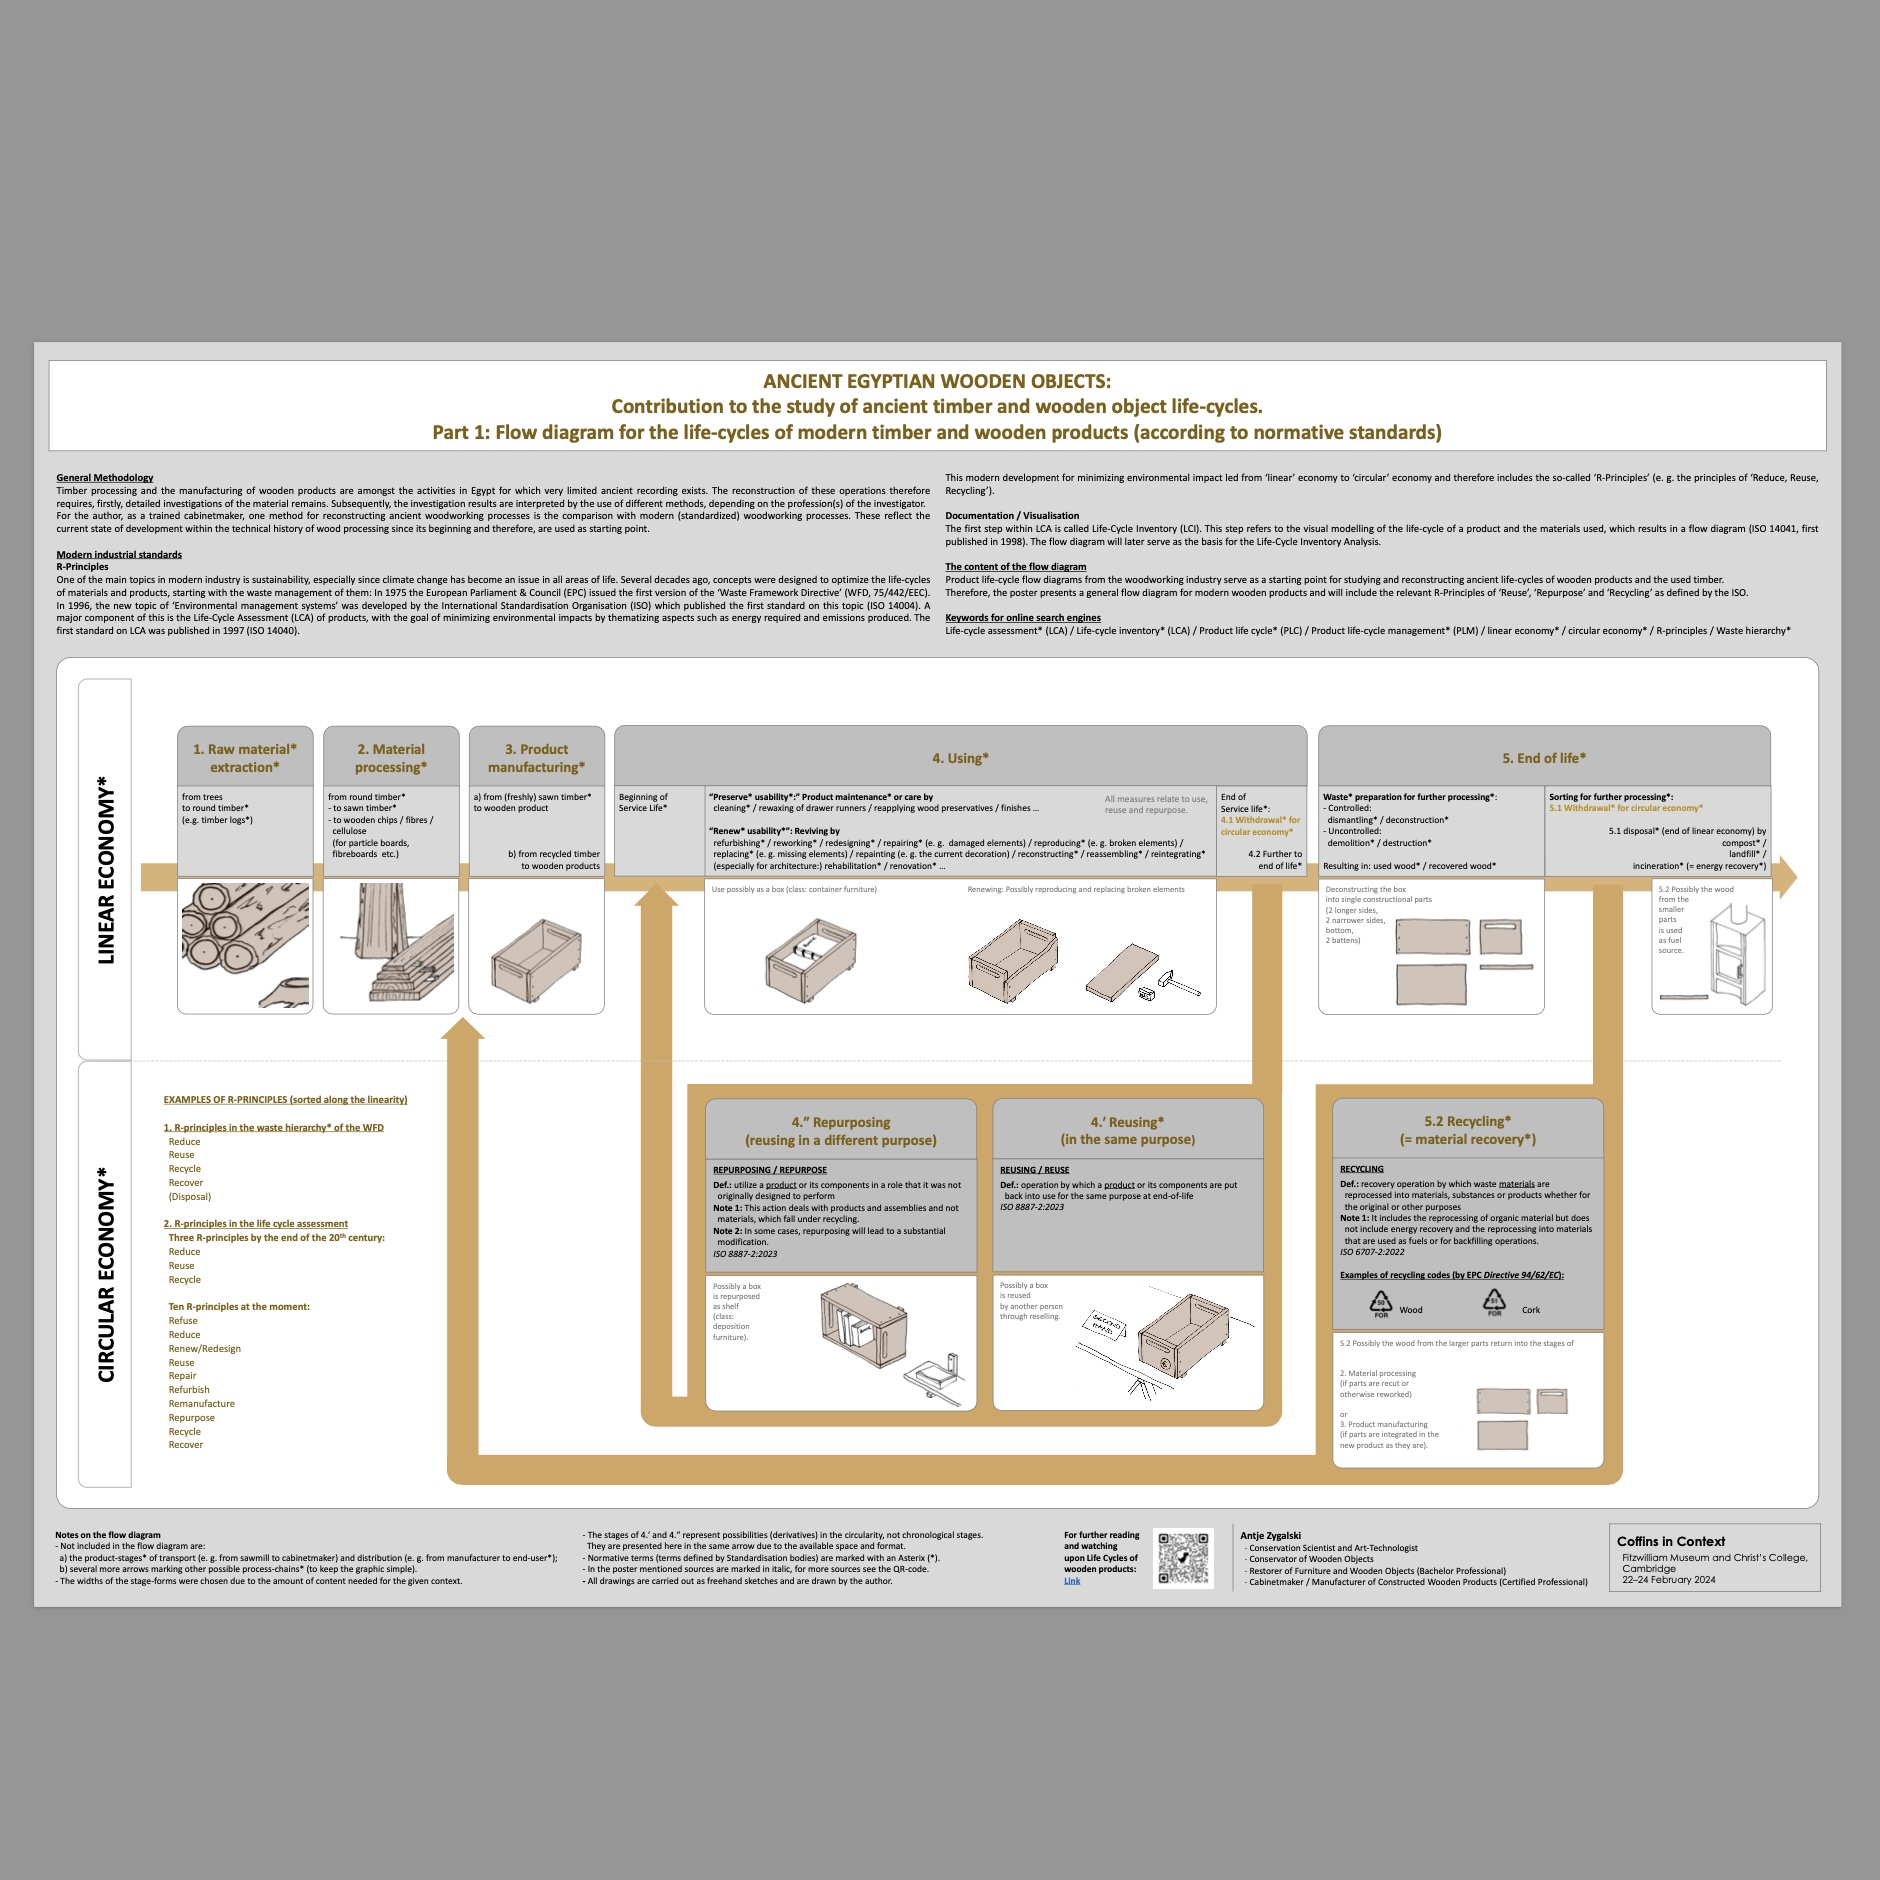 ANCIENT EGYPTIAN WOODEN OBJECTS:
Contribution to the study of ancient timber and wooden object life-cycles.
Part 1: Flow diagram for the life-cycles of modern timber and wooden products (according to normative standards)
General Methodology
Timber processing and the manufacturing of wooden products are amongst the activities in Egypt for which very limited ancient recording exists. The reconstruction of these operations therefore
requires, firstly, detailed investigations of the material remains. Subsequently, the investigation results are interpreted by the use of different methods, depending on the profession(s) of the investigator.
For the author, as a trained cabinetmaker, one method for reconstructing ancient woodworking processes is the comparison with modern (standardized) woodworking processes. These reflect the
current state of development within the technical history of wood processing since its beginning and therefore, are used as starting point.
Modern industrial standards
R-Principles
One of the main topics in modern industry is sustainability, especially since climate change has become an issue in all areas of life. Several decades ago, concepts were designed to optimize the life-cycles
of materials and products, starting with the waste management of them: In 1975 the European Parliament & Council (EPC) issued the first version of the ‘Waste Framework Directive’ (WFD, 75/442/EEC).
In 1996, the new topic of ‘Environmental management systems’ was developed by the International Standardisation Organisation (ISO) which published the first standard on this topic (ISO 14004). A
major component of this is the Life-Cycle Assessment (LCA) of products, with the goal of minimizing environmental impacts by thematizing aspects such as energy required and emissions produced. The
first standard on LCA was published in 1997 (ISO 14040).
This modern development for minimizing environmental impact led from ‘linear’ economy to ‘circular’ economy and therefore includes the so-called ‘R-Principles’ (e. g. the principles of ‘Reduce, Reuse,
Recycling’).
Documentation / Visualisation
The first step within LCA is called Life-Cycle Inventory (LCI). This step refers to the visual modelling of the life-cycle of a product and the materials used, which results in a flow diagram (ISO 14041, first
published in 1998). The flow diagram will later serve as the basis for the Life-Cycle Inventory Analysis.
The content of the flow diagram
Product life-cycle flow diagrams from the woodworking industry serve as a starting point for studying and reconstructing ancient life-cycles of wooden products and the used timber.
Therefore, the poster presents a general flow diagram for modern wooden products and will include the relevant R-Principles of ‘Reuse’, ‘Repurpose’ and ‘Recycling’ as defined by the ISO.
Keywords for online search engines
Life-cycle assessment* (LCA) / Life-cycle inventory* (LCA) / Product life cycle* (PLC) / Product life-cycle management* (PLM) / linear economy* / circular economy* / R-principles / Waste hierarchy*
LINEAR ECONOMY*
1. Raw material*
extraction*
from trees
to round timber*
(e.g. timber logs*)
2. Material
processing*
from round timber*
- to sawn timber*
- to wooden chips / fibres /
cellulose
(for particle boards,
fibreboards etc.)
3. Product
manufacturing*
a) from (freshly) sawn timber*
to wooden product
b) from recycled timber
to wooden products
4. Using*
Beginning of
Service Life*
“Preserve* usability*:” Product maintenance* or care by
cleaning* / rewaxing of drawer runners / reapplying wood preservatives / finishes ...
All measures relate to use,
reuse and repurpose.
“Renew* usability*”: Reviving by
refurbishing* / reworking* / redesigning* / repairing* (e. g. damaged elements) / reproducing* (e. g. broken elements) /
replacing* (e. g. missing elements) / repainting (e. g. the current decoration) / reconstructing* / reassembling* / reintegrating*
(especially for architecture:) rehabilitation* / renovation* ...
End of
Service life*:
4.1 Withdrawal* for
circular economy*
4.2 Further to
end of life*
Use possibly as a box (class: container furniture)
Renewing: Possibly reproducing and replacing broken elements
5. End of life*
Waste* preparation for further processing*:
- Controlled:
dismantling* / deconstruction*
- Uncontrolled:
demolition* / destruction*
Resulting in: used wood* / recovered wood*
Sorting for further processing*:
5.1 Withdrawal* for circular economy*
5.1 disposal* (end of linear economy) by
compost* /
landfill* /
incineration* (= energy recovery*)
Deconstructing the box
into single constructional parts
(2 longer sides,
2 narrower sides,
bottom,
2 battens)
5.2 Possibly the wood
from the
smaller
parts
is used
as fuel
source.
CIRCULAR ECONOMY*
EXAMPLES OF R-PRINCIPLES (sorted along the linearity)
1. R-principles in the waste hierarchy* of the WFD
Reduce
Reuse
Recycle
Recover
(Disposal)
2. R-principles in the life cycle assessment
Three R-principles by the end of the 20th century:
Reduce
Reuse
Recycle
Ten R-principles at the moment:
Refuse
Reduce
Renew/Redesign
Reuse
Repair
Refurbish
Remanufacture
Repurpose
Recycle
Recover
4.” Repurposing
(reusing in a different purpose)
REPURPOSING / REPURPOSE
Def.: utilize a product or its components in a role that it was not
originally designed to perform
Note 1: This action deals with products and assemblies and not
materials, which fall under recycling.
Note 2: In some cases, repurposing will lead to a substantial
modification.
ISO 8887-2:2023
Possibly a box
is repurposed
as shelf
(class:
deposition
furniture).
4.’ Reusing*
(in the same purpose)
REUSING / REUSE
Def.: operation by which a product or its components are put
back into use for the same purpose at end-of-life
ISO 8887-2:2023
Possibly a box
is reused
by another person
through reselling.
SECOND
HAND
€
5.2 Recycling*
(= material recovery*)
RECYCLING
Def.: recovery operation by which waste materials are
reprocessed into materials, substances or products whether for
the original or other purposes
Note 1: It includes the reprocessing of organic material but does
not include energy recovery and the reprocessing into materials
that are used as fuels or for backfilling operations.
ISO 6707-2:2022
Examples of recycling codes (by EPC Directive 94/62/EC):
50
FOR
Wood
51
FOR
Cork
5.2 Possibly the wood from the larger parts return into the stages of
2. Material processing
(if parts are recut or
otherwise reworked)
or
3. Product manufacturing
(if parts are integrated in the
new product as they are).
Notes on the flow diagram
- Not included in the flow diagram are:
a) the product-stages* of transport (e. g. from sawmill to cabinetmaker) and distribution (e. g. from manufacturer to end-user*);
b) several more arrows marking other possible process-chains* (to keep the graphic simple).
- The widths of the stage-forms were chosen due to the amount of content needed for the given context.
- The stages of 4.’ and 4.” represent possibilities (derivatives) in the circularity, not chronological stages.
They are presented here in the same arrow due to the available space and format.
- Normative terms (terms defined by Standardisation bodies) are marked with an Asterix (*).
- In the poster mentioned sources are marked in italic, for more sources see the QR-code.
- All drawings are carried out as freehand sketches and are drawn by the author.
For further reading
and watching
upon Life Cycles of
wooden products:
Link
Antje Zygalski
· Conservation Scientist and Art-Technologist
· Conservator of Wooden Objects
· Restorer of Furniture and Wooden Objects (Bachelor Professional)
· Cabinetmaker / Manufacturer of Constructed Wooden Products (Certified Professional)
Coffins in Context
Fitzwilliam Museum and Christ’s College,
Cambridge
22–24 February 2024